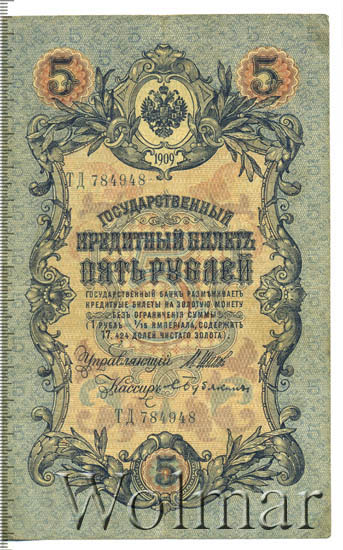 5 5
1909
ТД 784948
ГОСУДАРСТВЕННЫЙ
КРЕДИТНЫЙ БИЛЕТЪ
ПЯТЬ РУБЛЕЙ
ГОСУДАРСТВЕННЫЙ БАНКЪ РАЗМѢНИВАЕТЪ
КРЕДИТНЫЕ БИЛЕТЫ НА ЗОЛОТУЮ МОНЕТУ
БЕЗЪ ОГРАНИЧЕНІЯ СУММЫ
(1 РУБЛЬ = 1/15 ИМПЕРІАЛА, СОДЕРЖИТЪ
17,424 ДОЛЕЙ ЧИСТАГО ЗОЛОТА).
Управляющій
Кассиръ
ТД 784948
5
Wolmar